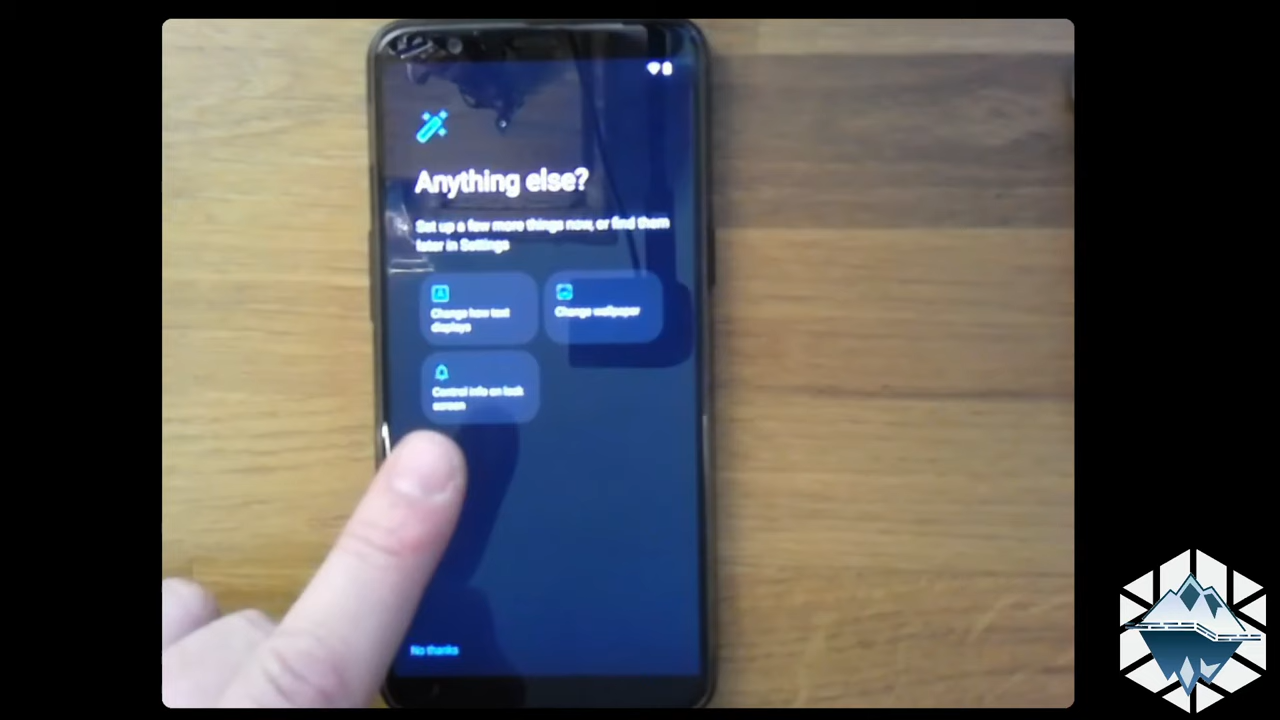 Anything else?
Set up a few more things now, or find them
later in Settings
Change how text
displays
Change wallpaper
Control info on lock
screen
No thanks